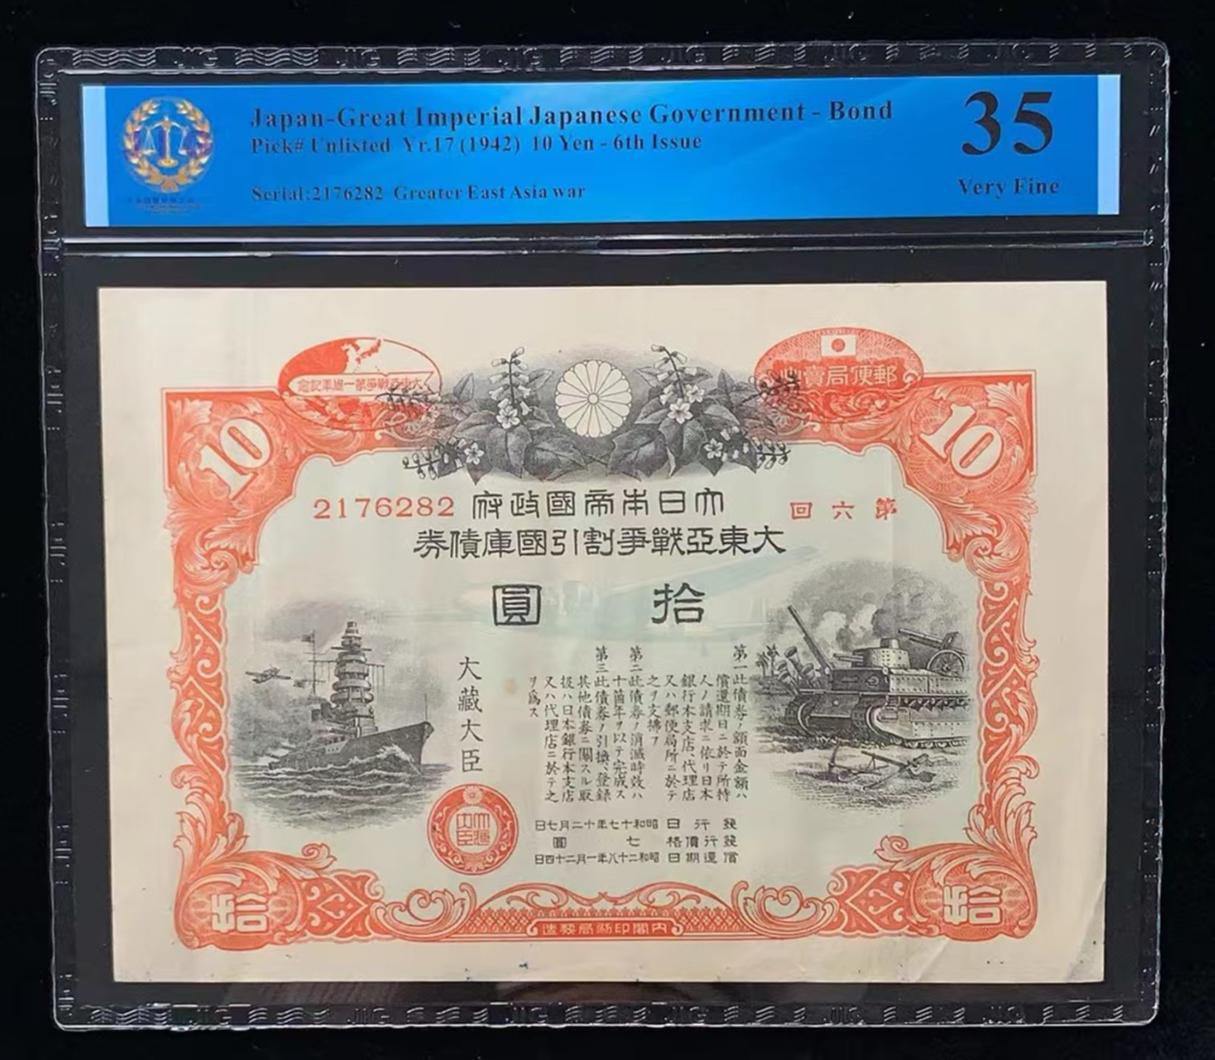 Japan-Great Imperial Japanese Government - Bond
Pick# Unlisted Yr.17 (1942) 10 Yen - 6th Issue
Serial:2176282 Greater East Asia war
35
Very Fine
郵便局賣出
大東亞戰爭第一週年記念
10
10
第六回
大日本帝國政府
2176282
大東亞戰爭割引國庫債券
拾圓
第一此債券ノ額面金額ハ
償還期日ニ於テ所持
人ノ請求ニ依リ日本
銀行本支店、代理店
又ハ郵便局所ニ於テ
之ヲ支拂フ
第二此債券ノ消滅時效ハ
十箇年ヲ以テ完成ス
第三此債券ノ引換、登錄
其他債券ニ關スル取
扱ハ日本銀行本支店
又ハ代理店ニ於テ之
ヲ爲ス
大藏大臣
大藏大臣
發行日 昭和十七年十二月七日
發行價格 七圓
償還期日 昭和二十八年一月二十四日
拾
拾
內閣印刷局製造